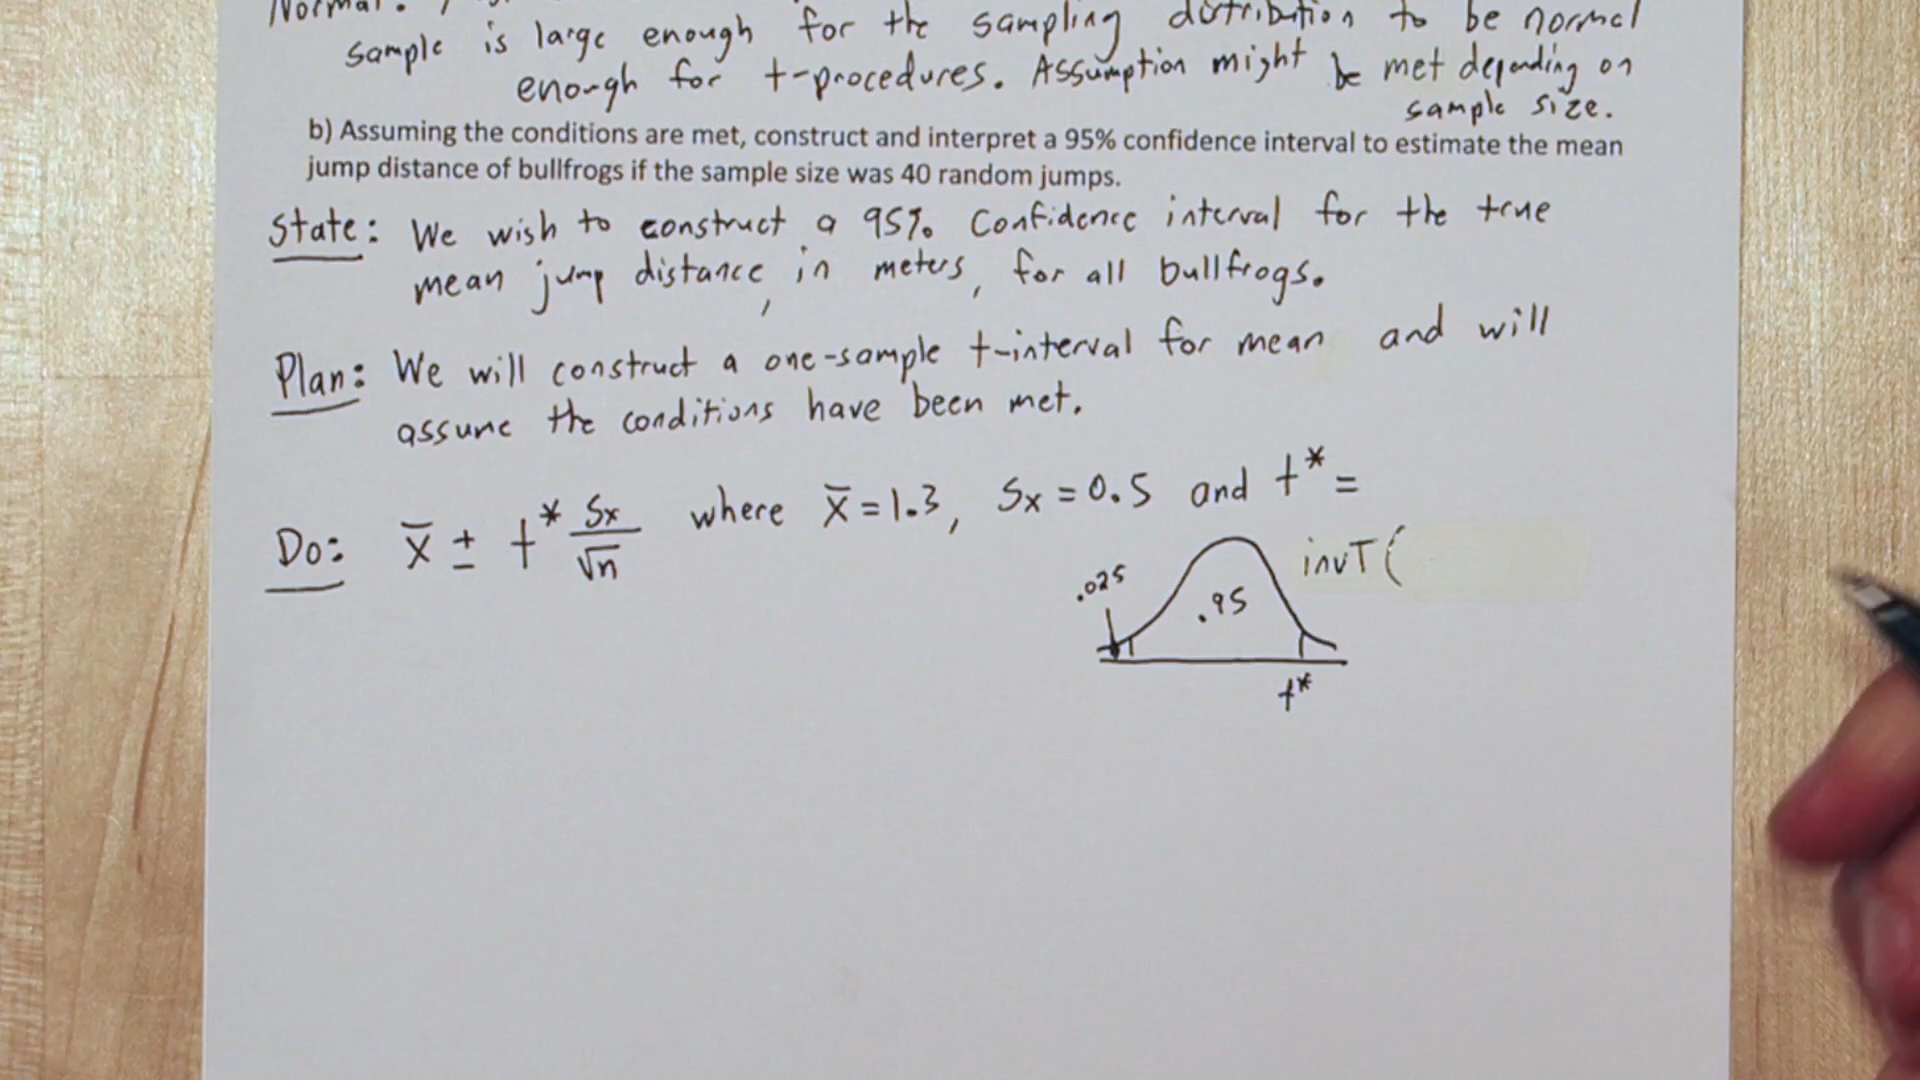 Normal:
sample is large enough for the sampling distribution to be normal
enough for t-procedures. Assumption might be met depending on
sample size.
b) Assuming the conditions are met, construct and interpret a 95% confidence interval to estimate the mean
jump distance of bullfrogs if the sample size was 40 random jumps.
State: We wish to construct a 95% Confidence interval for the true
mean jump distance, in meters, for all bullfrogs.
Plan: We will construct a one-sample t-interval for mean and will
assume the conditions have been met.
Do: x̄ ± t* Sx/√n where x̄ = 1.3, Sx = 0.5 and t* =
invT(
.025
.95
t*